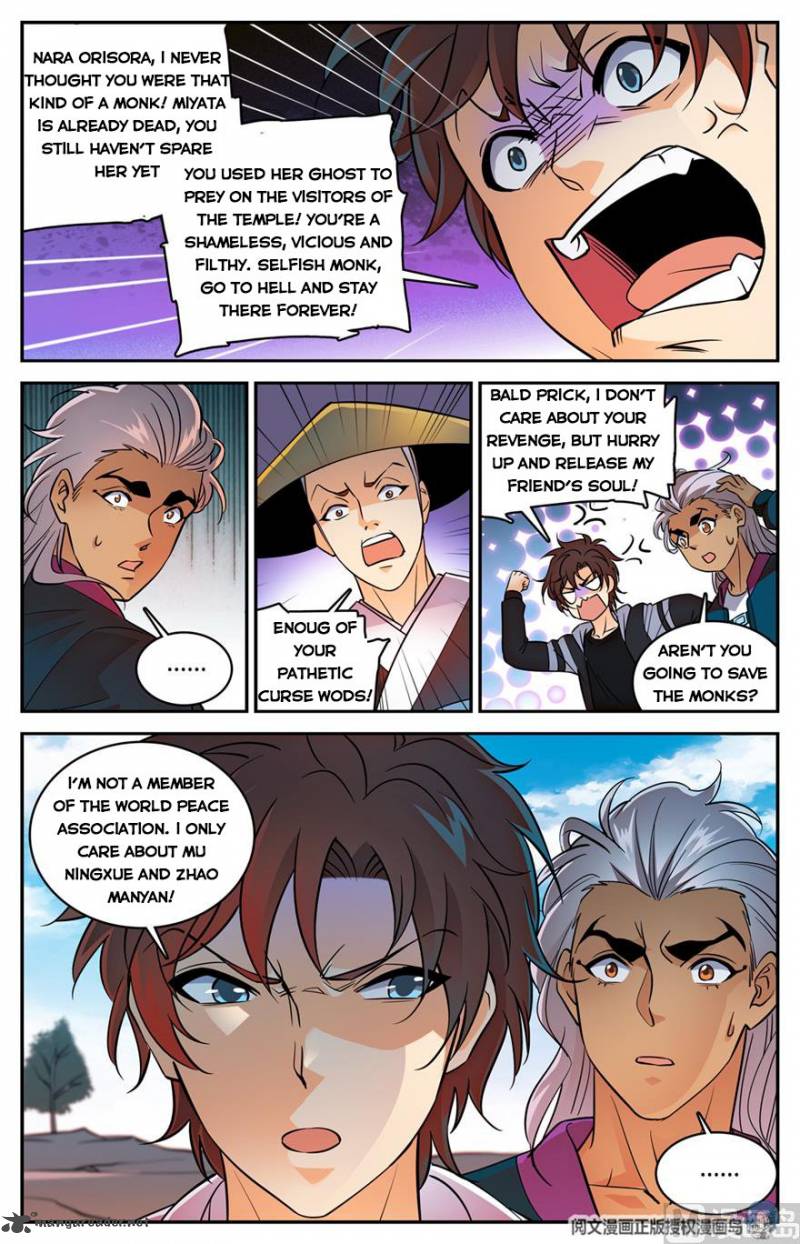 NARA ORISORA, I NEVER
THOUGHT YOU WERE THAT
KIND OF A MONK! MIYATA
IS ALREADY DEAD, YOU
STILL HAVEN'T SPARE
HER YET
YOU USED HER GHOST TO
PREY ON THE VISITORS
OF THE TEMPLE! YOU'RE A
SHAMELESS, VICIOUS AND
FILTHY. SELFISH MONK,
GO TO HELL AND STAY
THERE FOREVER!
......
ENOUG OF
YOUR
PATHETIC
CURSE WODS!
BALD PRICK, I DON'T
CARE ABOUT YOUR
REVENGE, BUT HURRY
UP AND RELEASE MY
FRIEND'S SOUL!
AREN'T YOU
GOING TO SAVE
THE MONKS?
I'M NOT A MEMBER
OF THE WORLD PEACE
ASSOCIATION. I ONLY
CARE ABOUT MU
NINGXUE AND ZHAO
MANYAN!
......
mangareader.net
阅文漫画正版授权漫画岛